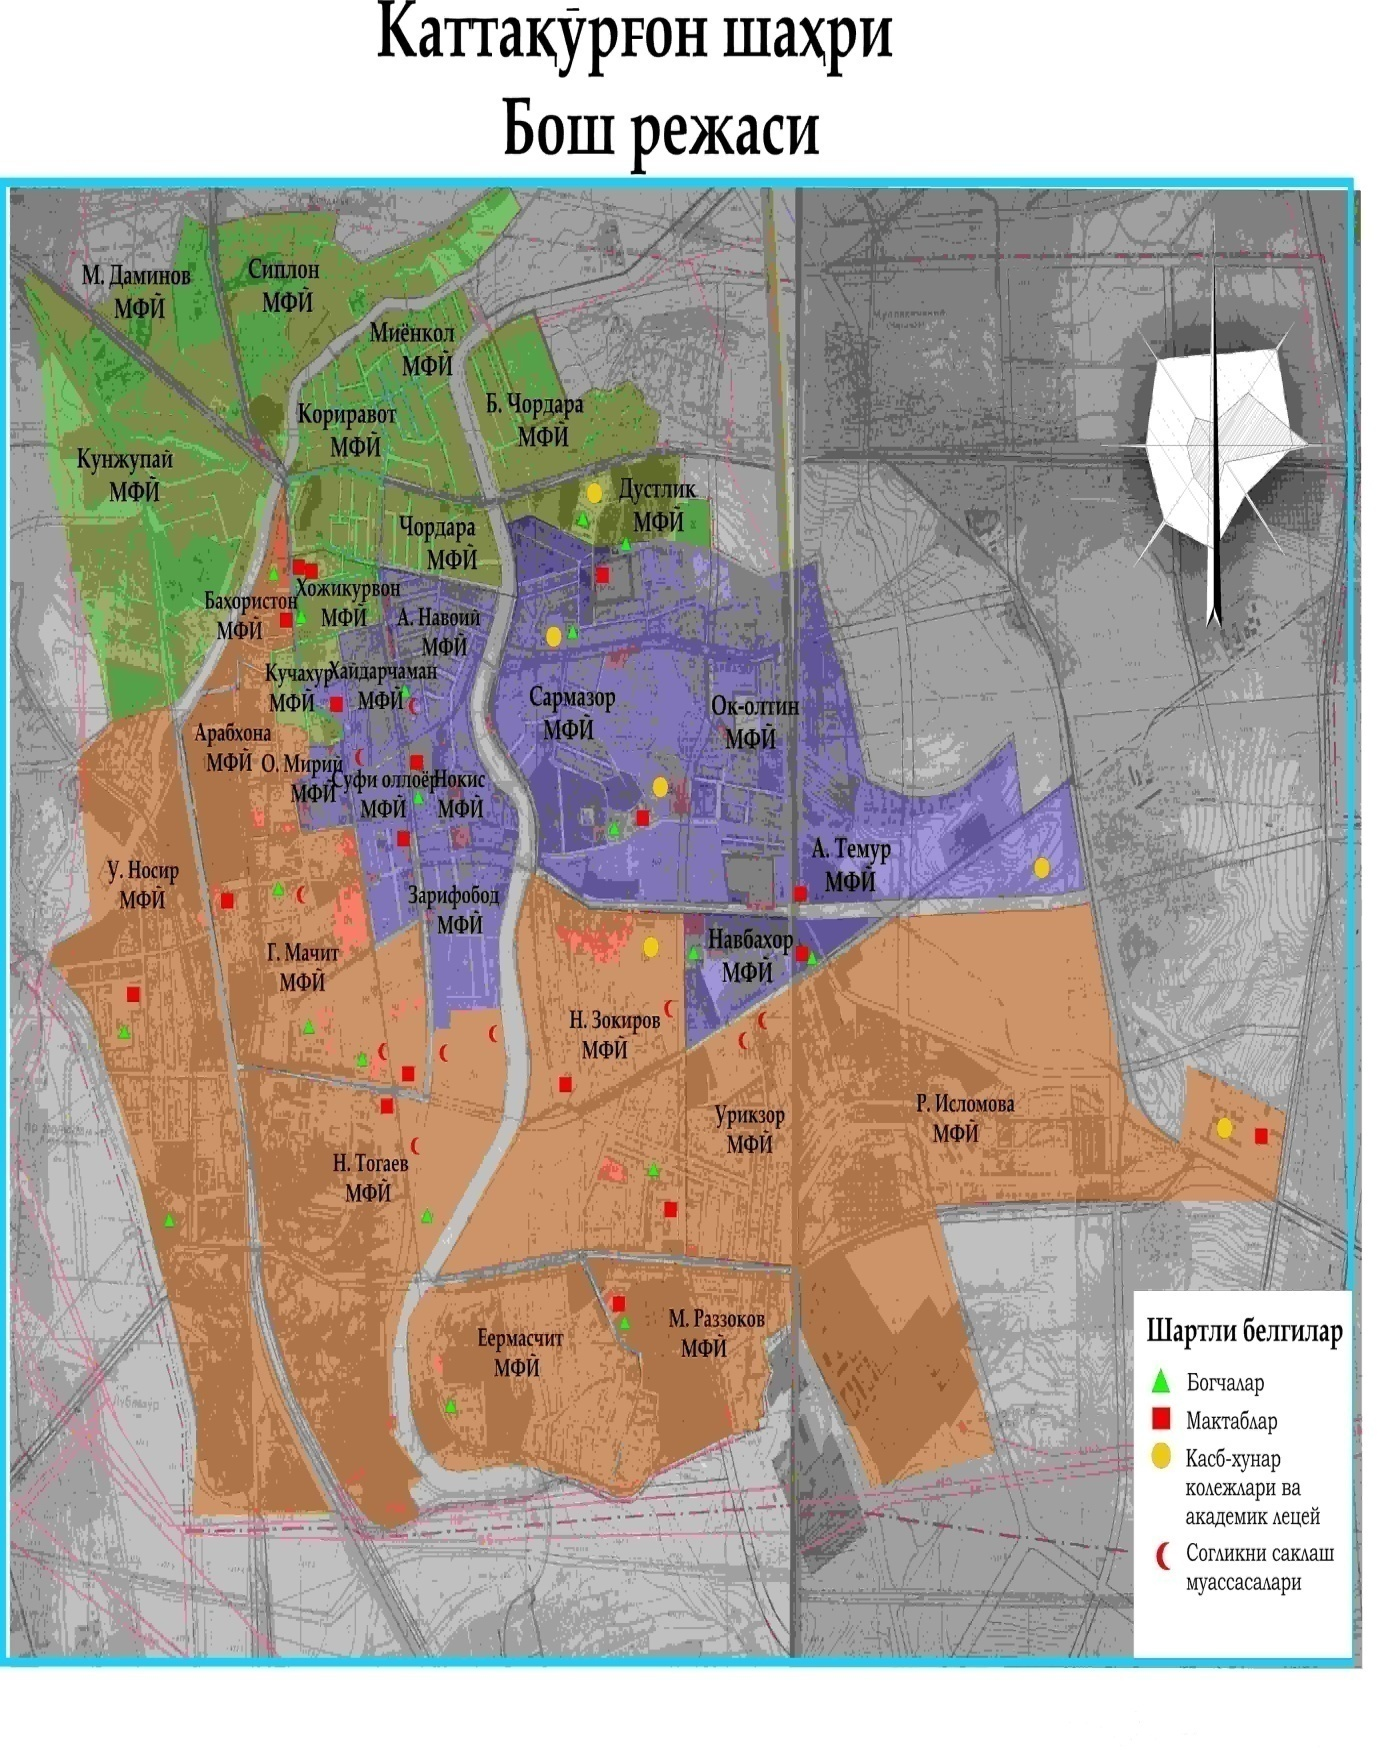 Каттақӯрғон шаҳри
Бош режаси
М. Даминов
МФЙ
Сиплон
МФЙ
Миёнкол
МФЙ
Кориравот
МФЙ
Б. Чордара
МФЙ
Кунжупай
МФЙ
Дустлик
МФЙ
Чордара
МФЙ
Бахористон
МФЙ
Хожикурвон
МФЙ
А. Навоий
МФЙ
Кучахур
МФЙ
Хайдарчаман
МФЙ
Сармазор
МФЙ
Ок-олтин
МФЙ
Арабхона
МФЙ
О. Мирий
МФЙ
Суфи оллоёр
МФЙ
Нокис
МФЙ
А. Темур
МФЙ
У. Носир
МФЙ
Зарифобод
МФЙ
Г. Мачит
МФЙ
Навбахор
МФЙ
Н. Зокиров
МФЙ
Урикзор
МФЙ
Р. Исломова
МФЙ
Н. Тогаев
МФЙ
Еермасчит
МФЙ
М. Раззоков
МФЙ
Шартли белгилар
Богчалар
Мактаблар
Касб-хунар
колежлари ва
академик лецей
Согликни саклаш
муассасалари